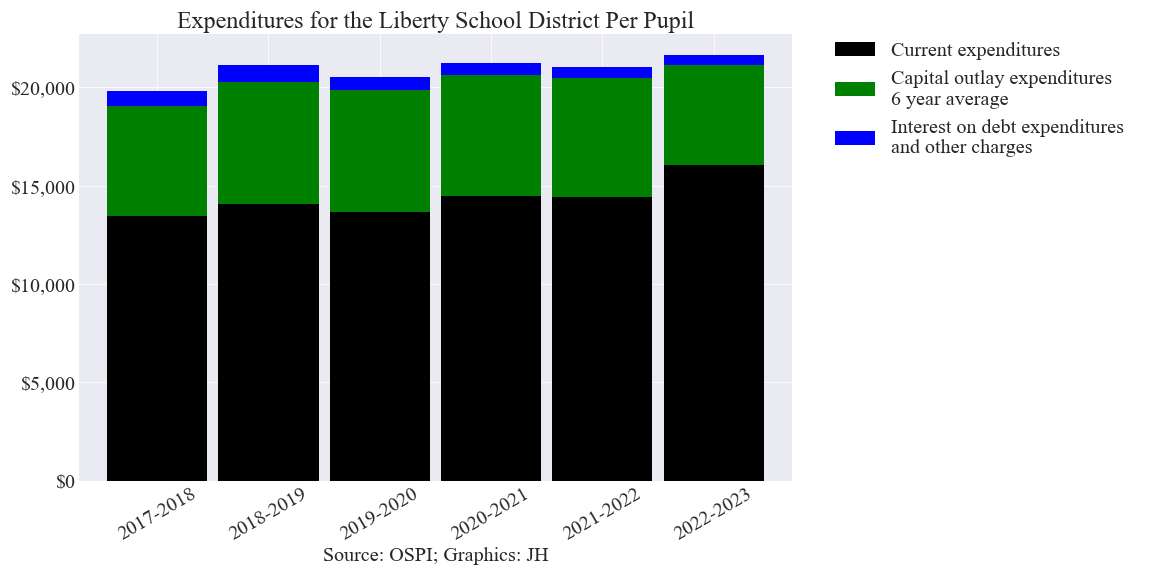 Expenditures for the Liberty School District Per Pupil
$20,000
$15,000
$10,000
$5,000
$0
2017-2018
2018-2019
2019-2020
2020-2021
2021-2022
2022-2023
Source: OSPI; Graphics: JH
Current expenditures
Capital outlay expenditures
6 year average
Interest on debt expenditures
and other charges